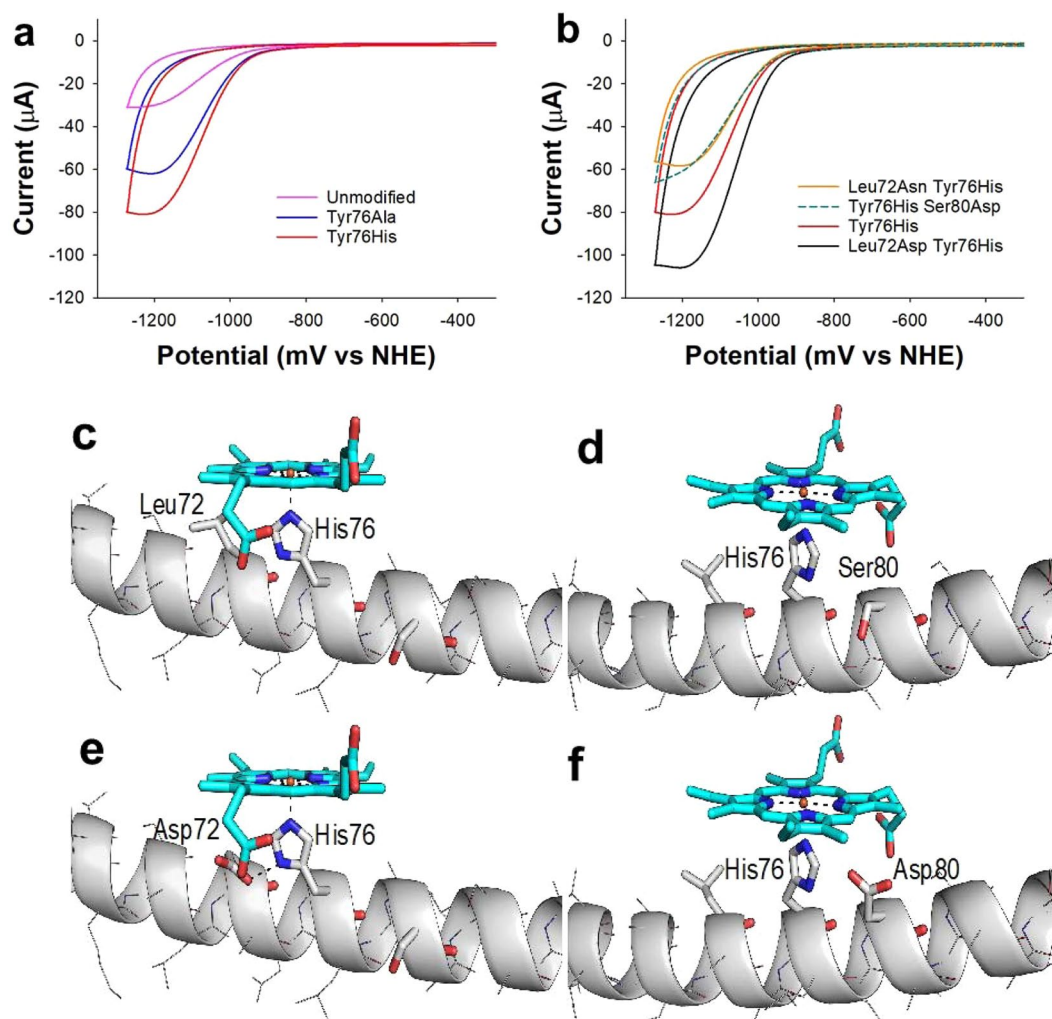 a
b
0
-20
-40
-60
-80
-100
-120
Current (μA)
-1200
-1000
-800
-600
-400
Potential (mV vs NHE)
Unmodified
Tyr76Ala
Tyr76His
0
-20
-40
-60
-80
-100
-120
Current (μA)
-1200
-1000
-800
-600
-400
Potential (mV vs NHE)
Leu72Asn Tyr76His
Tyr76His Ser80Asp
Tyr76His
Leu72Asp Tyr76His
c
Leu72
His76
d
His76
Ser80
e
Asp72
His76
f
His76
Asp80